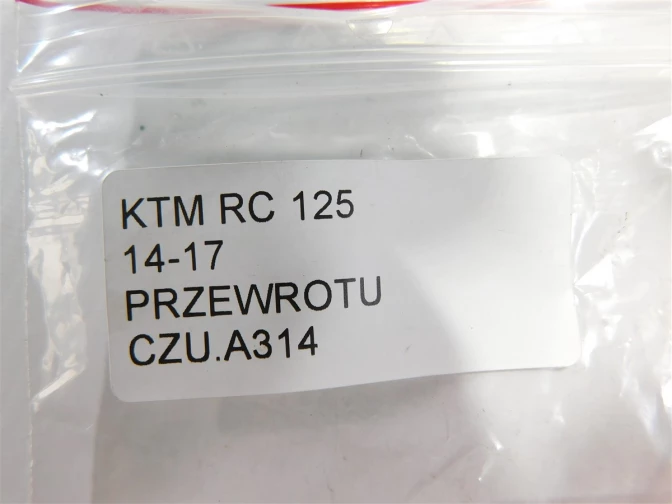 KTM RC 125
14-17
PRZEWROTU
CZU.A314